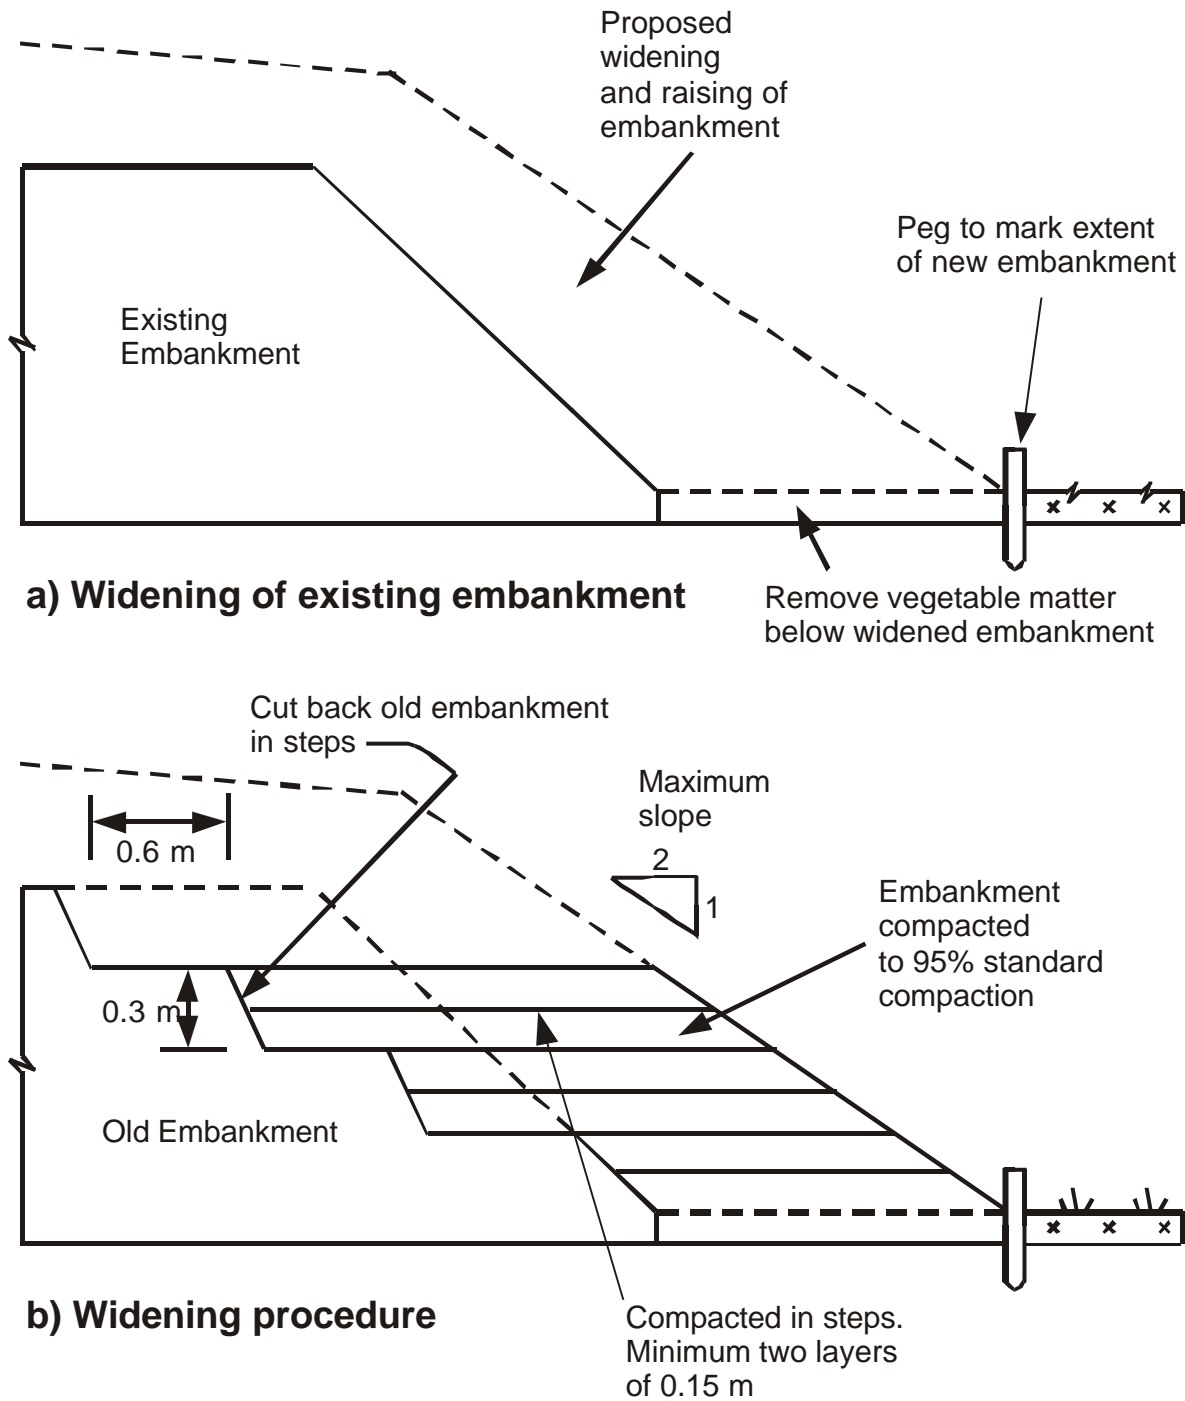 Proposed
widening
and raising of
embankment
Peg to mark extent
of new embankment
Existing
Embankment
a) Widening of existing embankment
Remove vegetable matter
below widened embankment
Cut back old embankment
in steps
Maximum
slope
0.6 m
2
1
Embankment
compacted
to 95% standard
compaction
0.3 m
Old Embankment
b) Widening procedure
Compacted in steps.
Minimum two layers
of 0.15 m